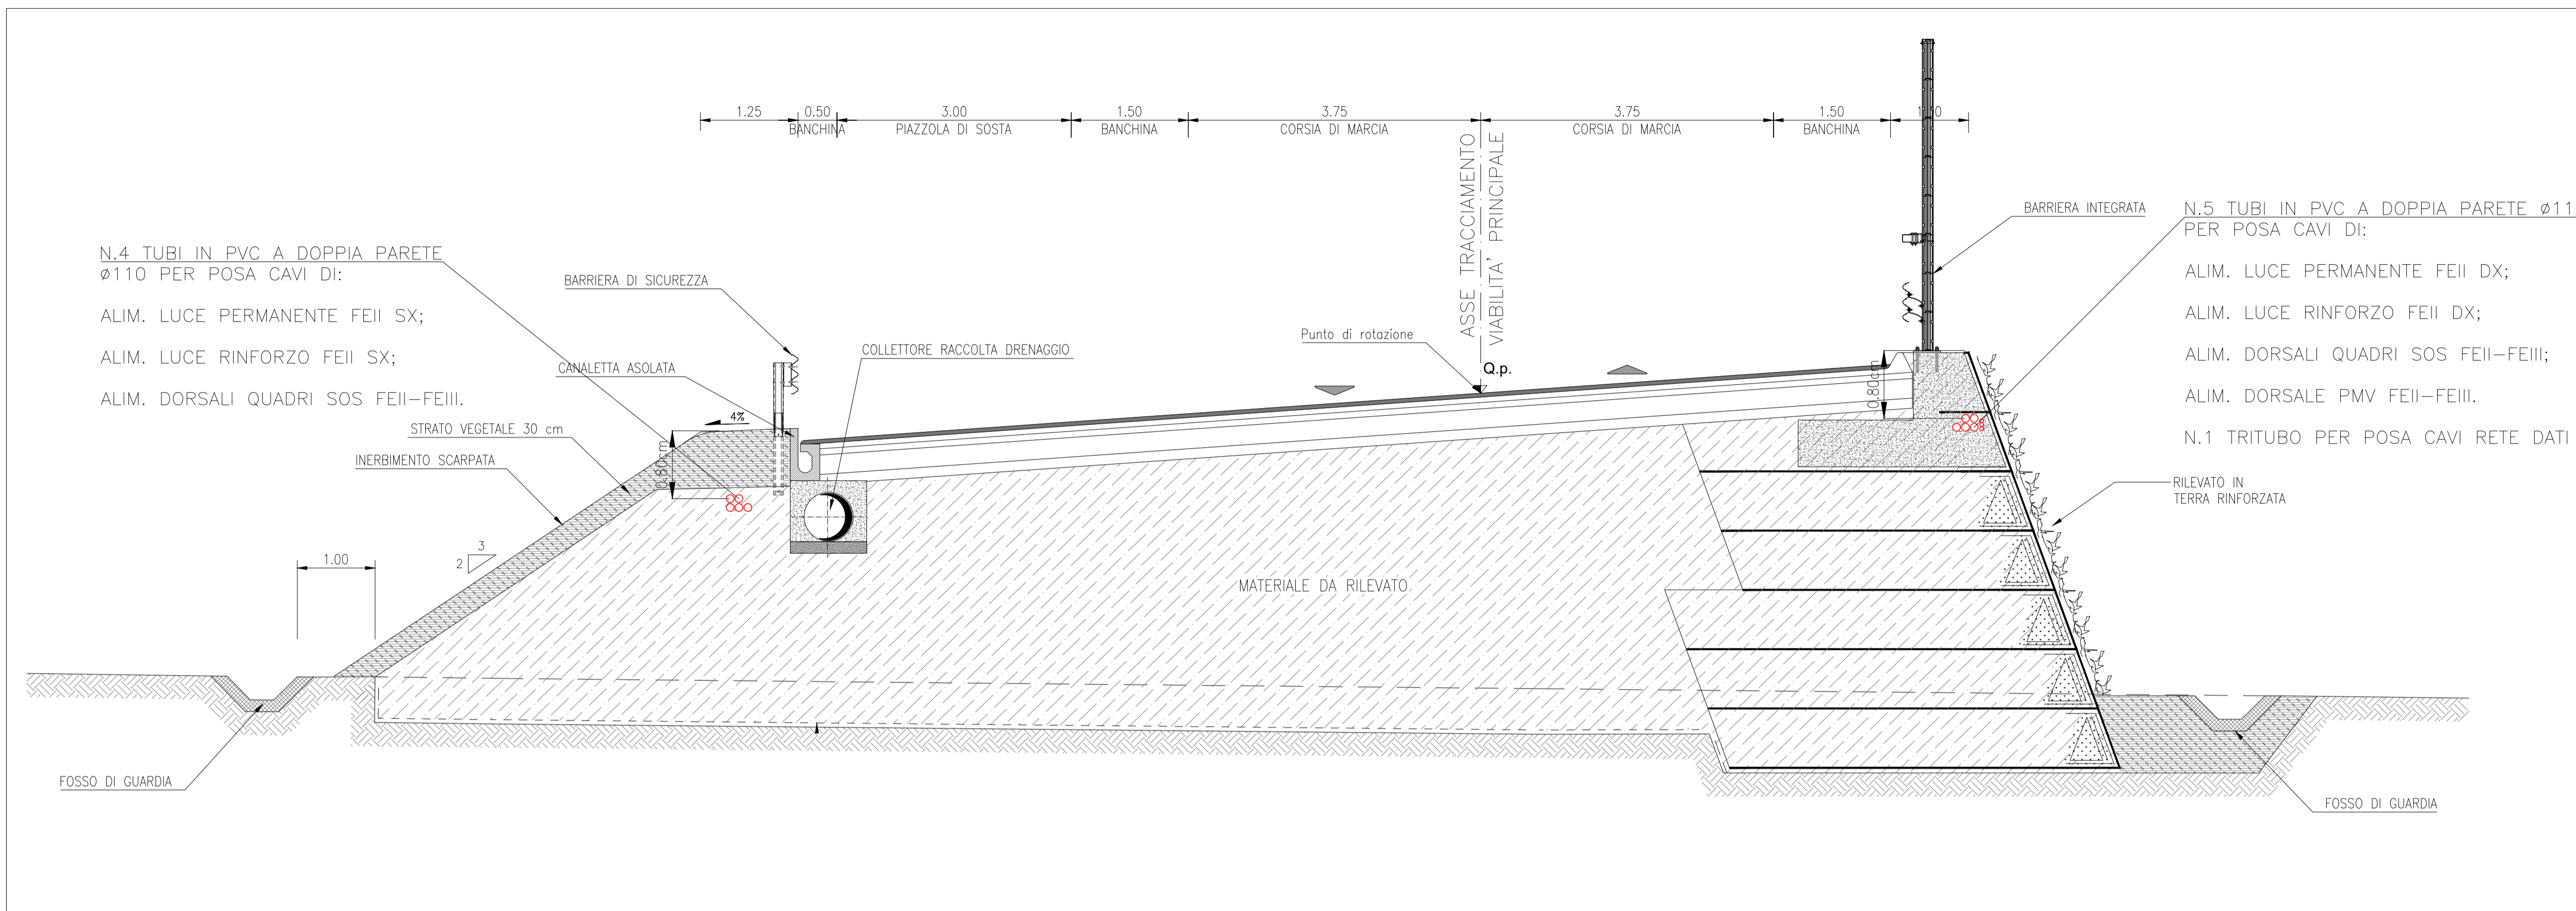 1.25 0.50 3.00 1.50 3.75 3.75 1.50
BANCHINA PIAZZOLA DI SOSTA BANCHINA CORSIA DI MARCIA CORSIA DI MARCIA BANCHINA
ASSE TRACCIAMENTO
VIABILITA' PRINCIPALE
N.4 TUBI IN PVC A DOPPIA PARETE
Ø110 PER POSA CAVI DI:
ALIM. LUCE PERMANENTE FEII SX;
ALIM. LUCE RINFORZO FEII SX;
ALIM. DORSALI QUADRI SOS FEII–FEIII.
BARRIERA DI SICUREZZA
CANALETTA ASOLATA
COLLETTORE RACCOLTA DRENAGGIO
STRATO VEGETALE 30 cm
INERBIMENTO SCARPATA
4%
0.80cm
Punto di rotazione
Q.p.
0.80cm
BARRIERA INTEGRATA
N.5 TUBI IN PVC A DOPPIA PARETE Ø11
PER POSA CAVI DI:
ALIM. LUCE PERMANENTE FEII DX;
ALIM. LUCE RINFORZO FEII DX;
ALIM. DORSALI QUADRI SOS FEII–FEIII;
ALIM. DORSALE PMV FEII–FEIII.
N.1 TRITUBO PER POSA CAVI RETE DATI
RILEVATO IN
TERRA RINFORZATA
1.00
3
2
MATERIALE DA RILEVATO
FOSSO DI GUARDIA
FOSSO DI GUARDIA